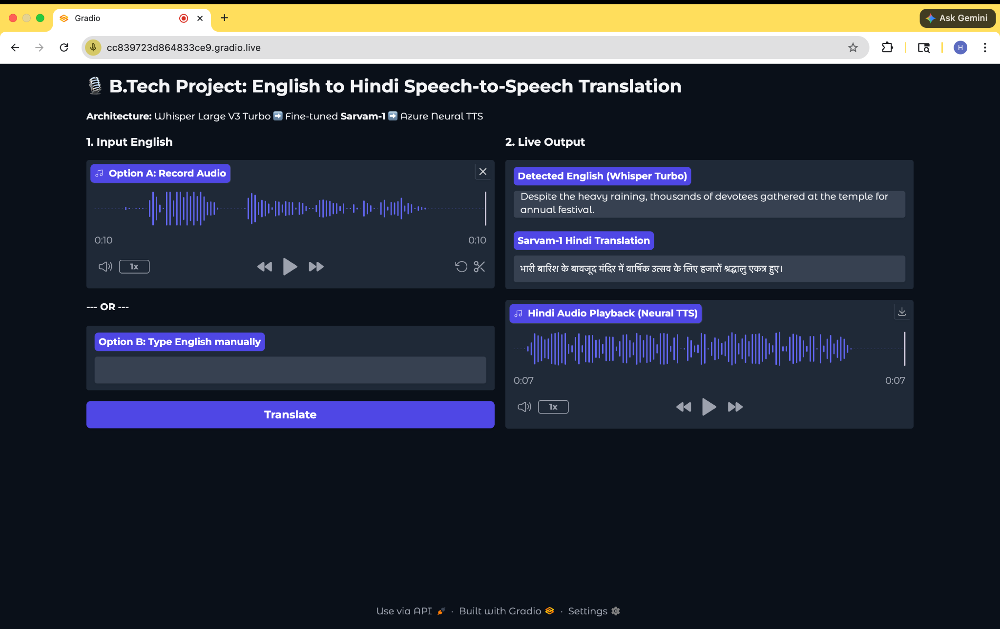 Gradio
Ask Gemini
cc839723d864833ce9.gradio.live
H
B.Tech Project: English to Hindi Speech-to-Speech Translation
Architecture: Whisper Large V3 Turbo ➡️ Fine-tuned Sarvam-1 ➡️ Azure Neural TTS
1. Input English
Option A: Record Audio
0:10
0:10
1x
--- OR ---
Option B: Type English manually
Translate
2. Live Output
Detected English (Whisper Turbo)
Despite the heavy raining, thousands of devotees gathered at the temple for
annual festival.
Sarvam-1 Hindi Translation
भारी बारिश के बावजूद मंदिर में वार्षिक उत्सव के लिए हजारों श्रद्धालु एकत्र हुए।
Hindi Audio Playback (Neural TTS)
0:07
0:07
1x
Use via API · Built with Gradio · Settings